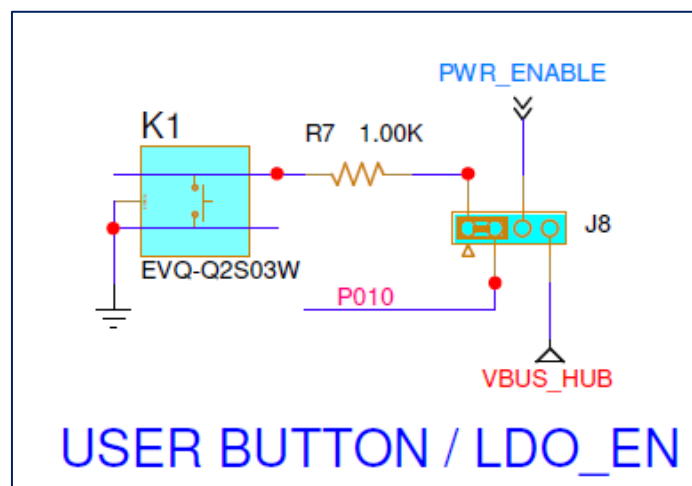 PWR_ENABLE
K1
R7 1.00K
J8
EVQ-Q2S03W
P010
VBUS_HUB
USER BUTTON / LDO_EN